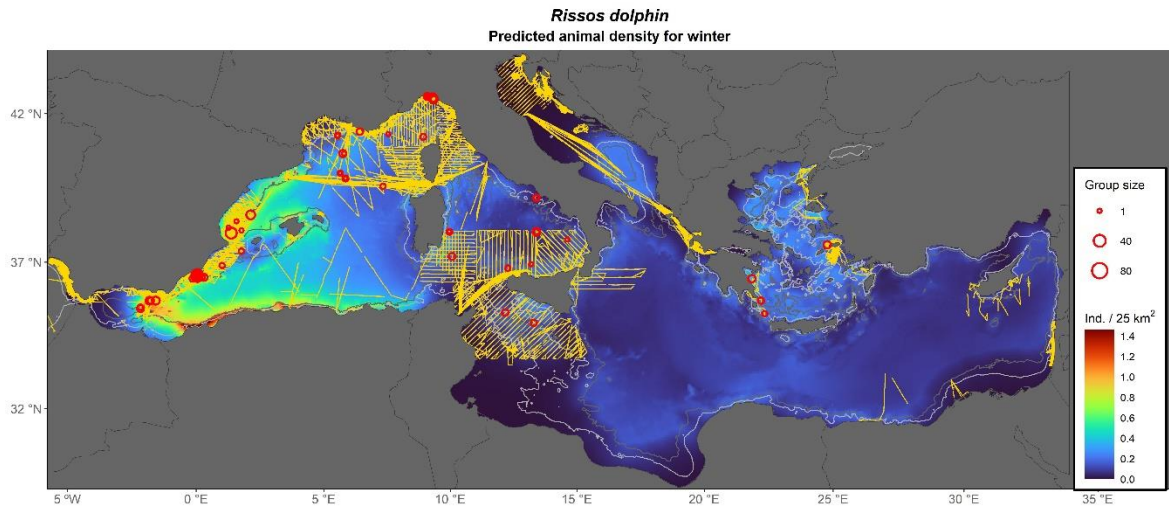 Rissos dolphin
Predicted animal density for winter
42 °N
37 °N
32 °N
5 °W
0 °E
5 °E
10 °E
15 °E
20 °E
25 °E
30 °E
35 °E
Group size
1
40
80
Ind. / 25 km²
1.4
1.2
1.0
0.8
0.6
0.4
0.2
0.0